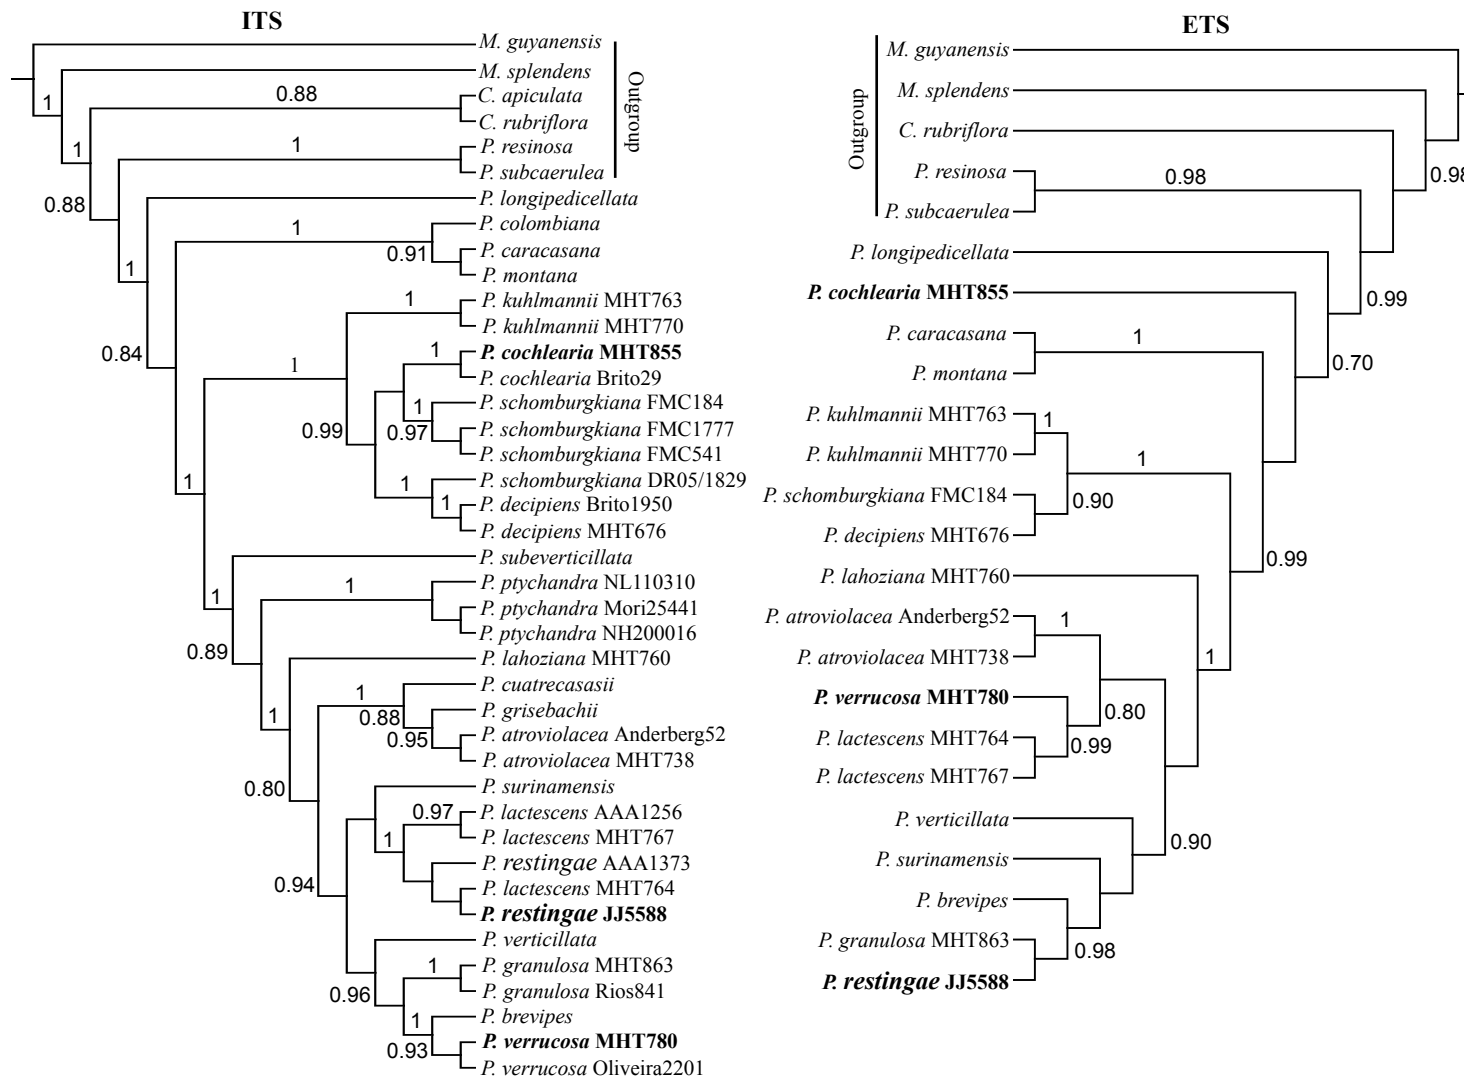 ITS
M. guyanensis
M. splendens
1
0.88
C. apiculata
C. rubriflora
Outgroup
1
1
P. resinosa
P. subcaerulea
0.88
P. longipedicellata
1
P. colombiana
1
0.91
P. caracasana
P. montana
0.84
1
P. kuhlmannii MHT763
P. kuhlmannii MHT770
1
1
P. cochlearia MHT855
P. cochlearia Brito29
1
P. schomburgkiana FMC184
0.99
0.97
P. schomburgkiana FMC1777
P. schomburgkiana FMC541
1
1
P. schomburgkiana DR05/1829
1
P. decipiens Brito1950
P. decipiens MHT676
P. subeverticillata
1
1
P. ptychandra NL110310
P. ptychandra Mori25441
P. ptychandra NH200016
0.89
P. lahoziana MHT760
1
P. cuatrecasasii
1
0.88
P. grisebachii
0.95
P. atroviolacea Anderberg52
P. atroviolacea MHT738
0.80
P. surinamensis
0.97
P. lactescens AAA1256
1
P. lactescens MHT767
P. restingae AAA1373
0.94
P. lactescens MHT764
P. restingae JJ5588
P. verticillata
0.96
1
P. granulosa MHT863
P. granulosa Rios841
1
P. brevipes
0.93
P. verrucosa MHT780
P. verrucosa Oliveira2201
ETS
M. guyanensis
M. splendens
Outgroup
C. rubriflora
P. resinosa
0.98
0.98
P. subcaerulea
P. longipedicellata
P. cochlearia MHT855
0.99
P. caracasana
1
0.70
P. montana
P. kuhlmannii MHT763
1
P. kuhlmannii MHT770
1
P. schomburgkiana FMC184
0.90
P. decipiens MHT676
0.99
P. lahoziana MHT760
P. atroviolacea Anderberg52
1
P. atroviolacea MHT738
1
P. verrucosa MHT780
0.80
P. lactescens MHT764
0.99
P. lactescens MHT767
P. verticillata
0.90
P. surinamensis
P. brevipes
P. granulosa MHT863
0.98
P. restingae JJ5588